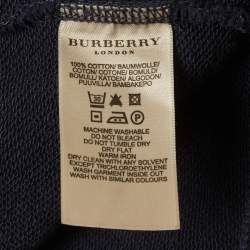 BURBERRY
LONDON
100% COTTON/BAUMWOLLE/
COTON/COTONE/BOMULD/
BOMULL/KATOEN/ALGODON/
PUUVILLA/BAMBAKEPO
MACHINE WASHABLE
DO NOT BLEACH
DO NOT TUMBLE DRY
DRY FLAT
WARM IRON
DRY CLEAN WITH ANY SOLVENT
EXCEPT TRICHLOROETHYLENE
WASH GARMENT INSIDE OUT
WASH WITH SIMILAR COLOURS